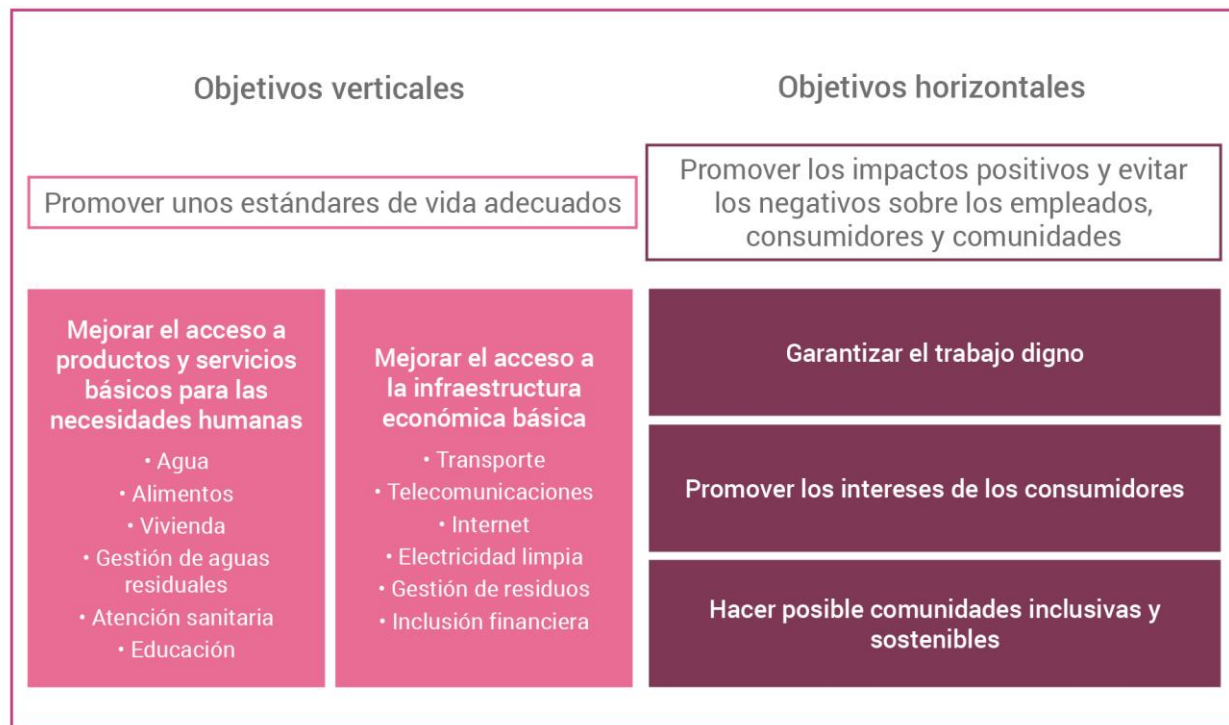 Objetivos verticales
Promover unos estándares de vida adecuados
Mejorar el acceso a
productos y servicios
básicos para las
necesidades humanas
• Agua
• Alimentos
• Vivienda
• Gestión de aguas
residuales
• Atención sanitaria
• Educación
Mejorar el acceso a
la infraestructura
económica básica
• Transporte
• Telecomunicaciones
• Internet
• Electricidad limpia
• Gestión de residuos
• Inclusión financiera
Objetivos horizontales
Promover los impactos positivos y evitar
los negativos sobre los empleados,
consumidores y comunidades
Garantizar el trabajo digno
Promover los intereses de los consumidores
Hacer posible comunidades inclusivas y
sostenibles